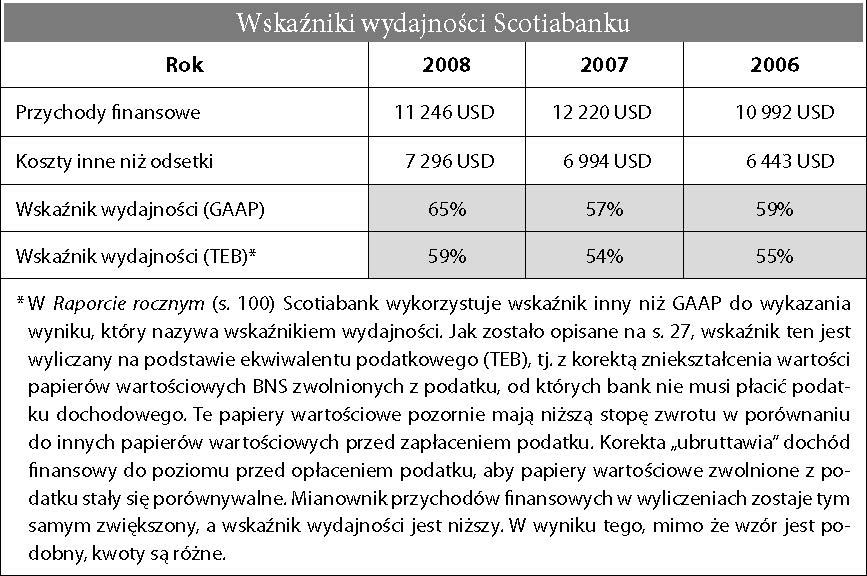 Wskaźniki wydajności Scotiabanku
Rok 2008 2007 2006
Przychody finansowe 11 246 USD 12 220 USD 10 992 USD
Koszty inne niż odsetki 7 296 USD 6 994 USD 6 443 USD
Wskaźnik wydajności (GAAP) 65% 57% 59%
Wskaźnik wydajności (TEB)* 59% 54% 55%
* W Raporcie rocznym (s. 100) Scotiabank wykorzystuje wskaźnik inny niż GAAP do wykazania
wyniku, który nazywa wskaźnikiem wydajności. Jak zostało opisane na s. 27, wskaźnik ten jest
wyliczany na podstawie ekwiwalentu podatkowego (TEB), tj. z korektą zniekształcenia wartości
papierów wartościowych BNS zwolnionych z podatku, od których bank nie musi płacić podat-
ku dochodowego. Te papiery wartościowe pozornie mają niższą stopę zwrotu w porównaniu
do innych papierów wartościowych przed zapłaceniem podatku. Korekta „ubruttawia” dochód
finansowy do poziomu przed opłaceniem podatku, aby papiery wartościowe zwolnione z po-
datku stały się porównywalne. Mianownik przychodów finansowych w wyliczeniach zostaje tym
samym zwiększony, a wskaźnik wydajności jest niższy. W wyniku tego, mimo że wzór jest po-
dobny, kwoty są różne.